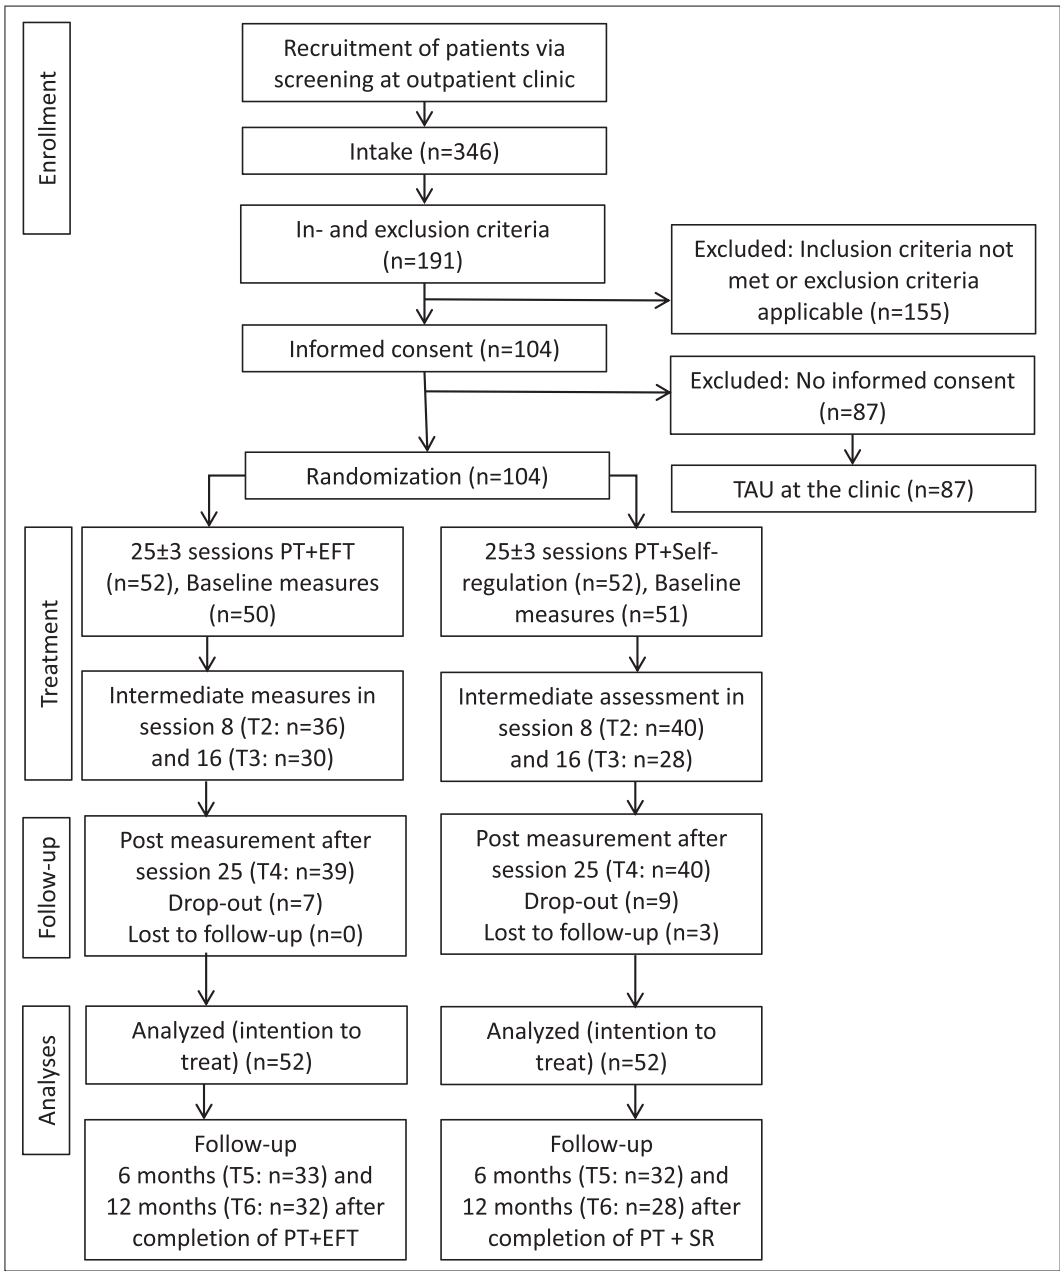 Enrollment
Recruitment of patients via
screening at outpatient clinic
Intake (n=346)
In- and exclusion criteria
(n=191)
Excluded: Inclusion criteria not
met or exclusion criteria
applicable (n=155)
Informed consent (n=104)
Excluded: No informed consent
(n=87)
TAU at the clinic (n=87)
Randomization (n=104)
Treatment
25±3 sessions PT+EFT
(n=52), Baseline measures
(n=50)
25±3 sessions PT+Self-
regulation (n=52), Baseline
measures (n=51)
Intermediate measures in
session 8 (T2: n=36)
and 16 (T3: n=30)
Intermediate assessment in
session 8 (T2: n=40)
and 16 (T3: n=28)
Follow-up
Post measurement after
session 25 (T4: n=39)
Drop-out (n=7)
Lost to follow-up (n=0)
Post measurement after
session 25 (T4: n=40)
Drop-out (n=9)
Lost to follow-up (n=3)
Analyses
Analyzed (intention to
treat) (n=52)
Analyzed (intention to
treat) (n=52)
Follow-up
6 months (T5: n=33) and
12 months (T6: n=32) after
completion of PT+EFT
Follow-up
6 months (T5: n=32) and
12 months (T6: n=28) after
completion of PT + SR